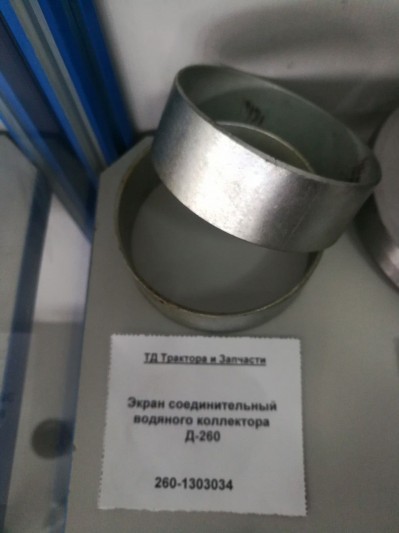 ТД Трактора и Запчасти
Экран соединительный
водяного коллектора
Д-260
260-1303034